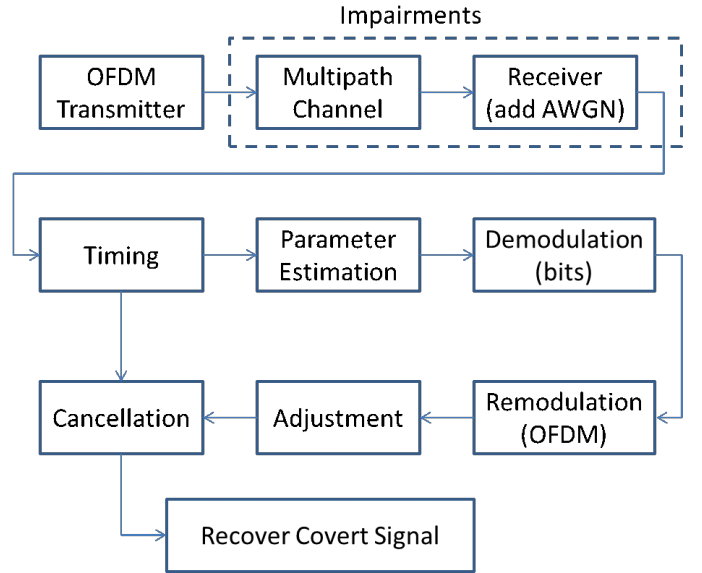 Impairments
OFDM
Transmitter
Multipath
Channel
Receiver
(add AWGN)
Timing
Parameter
Estimation
Demodulation
(bits)
Cancellation
Adjustment
Remodulation
(OFDM)
Recover Covert Signal